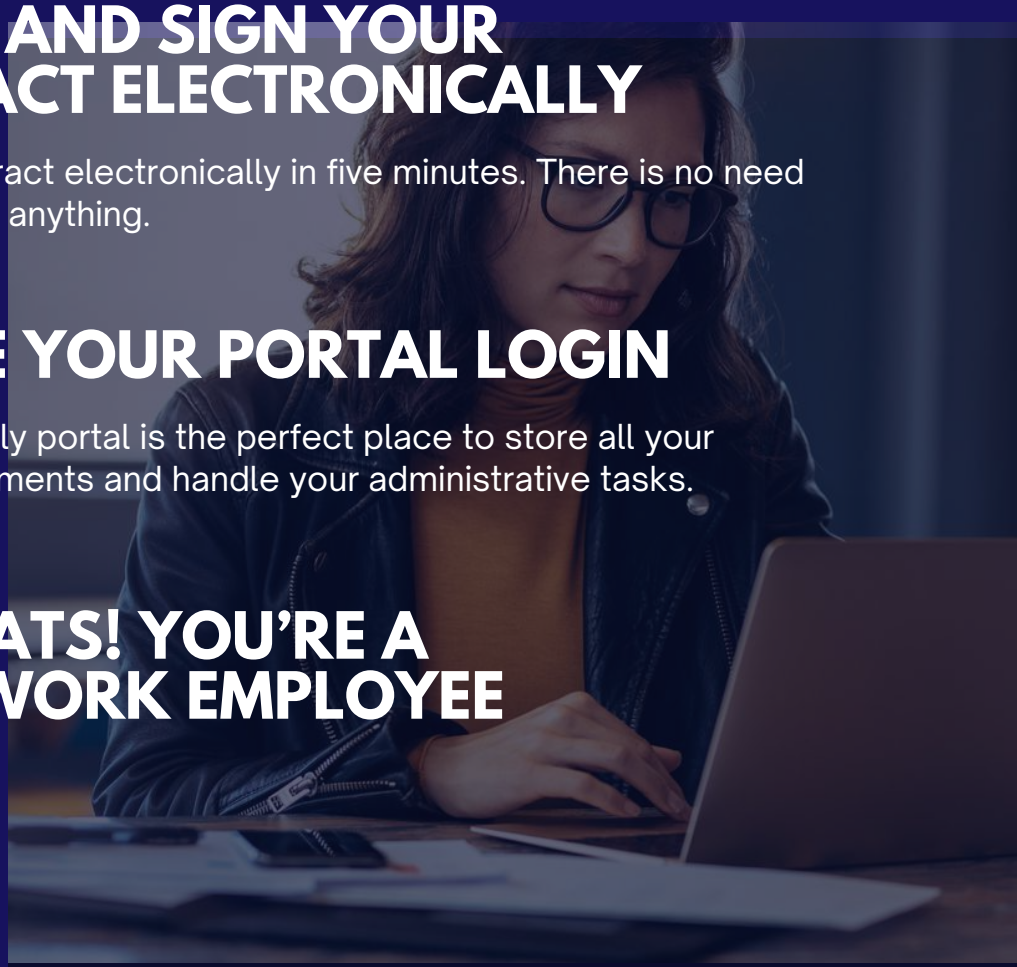 AND SIGN YOUR
ACT ELECTRONICALLY
ract electronically in five minutes. There is no need
anything.
E YOUR PORTAL LOGIN
ly portal is the perfect place to store all your
ments and handle your administrative tasks.
ATS! YOU’RE A
WORK EMPLOYEE